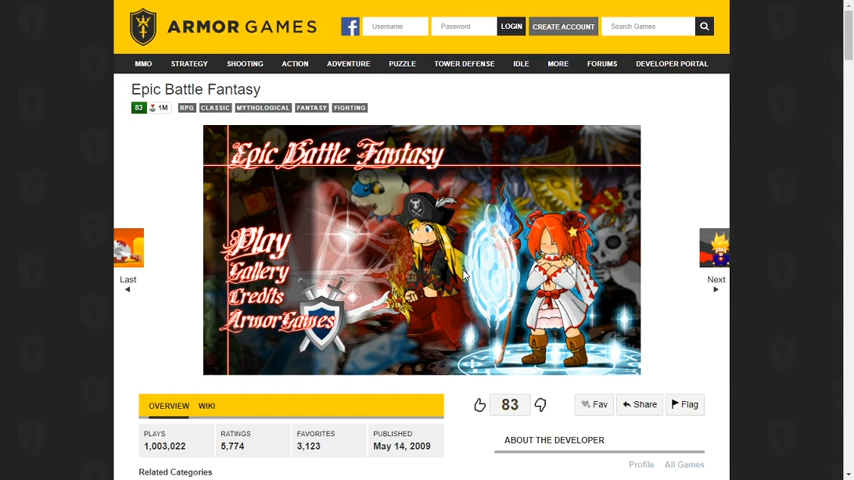 ARMOR GAMES
Username
Password
LOGIN
CREATE ACCOUNT
Search Games
MMO STRATEGY SHOOTING ACTION ADVENTURE PUZZLE TOWER DEFENSE IDLE MORE FORUMS DEVELOPER PORTAL
Epic Battle Fantasy
83 1M RPG CLASSIC MYTHOLOGICAL FANTASY FIGHTING
Epic Battle Fantasy
Play
Gallery
Credits
ArmorGames
Last
Next
OVERVIEW WIKI
83
Fav
Share
Flag
PLAYS RATINGS FAVORITES PUBLISHED
1,003,022 5,774 3,123 May 14, 2009
Related Categories
ABOUT THE DEVELOPER
Profile All Games